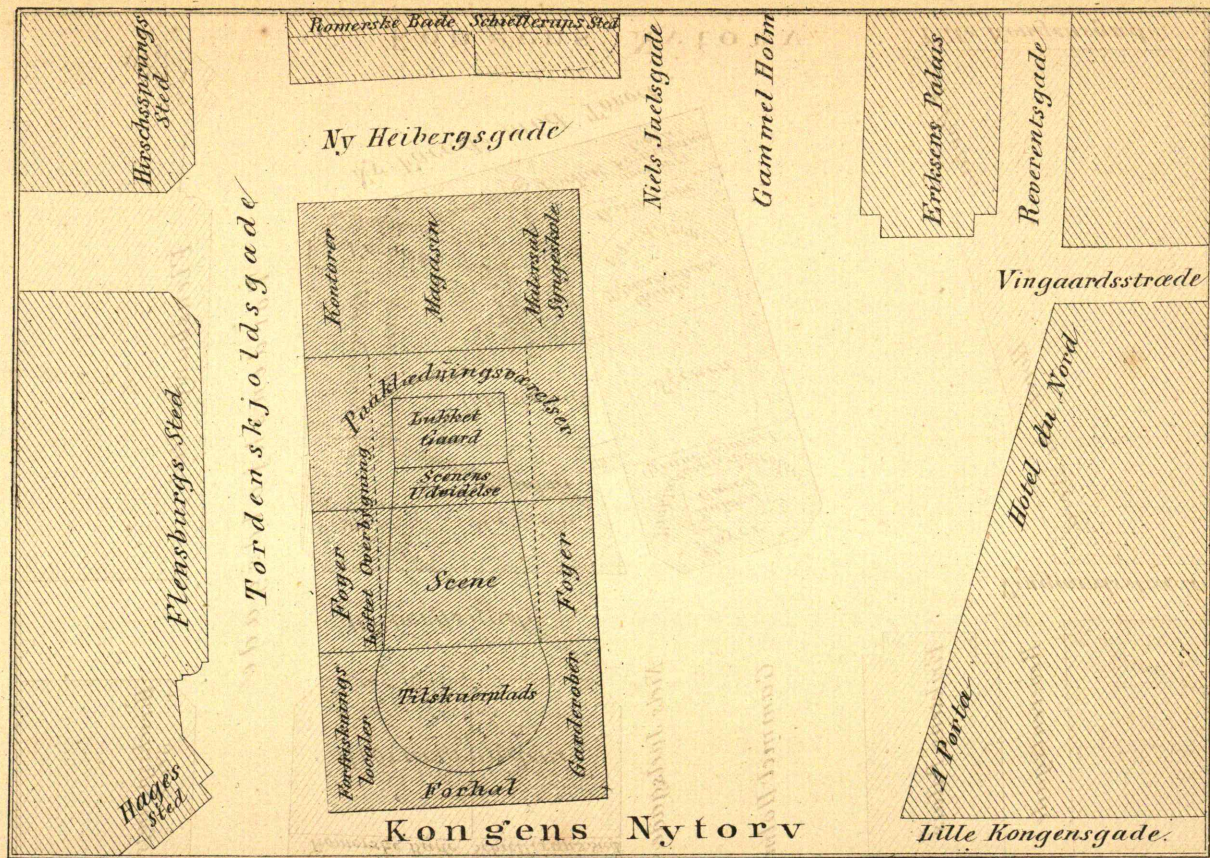 Romerske Bade
Schiellerups Sted
Hirschsprungs
Sted
Ny Heibergsgade
Niels Juelsgade
Gammel Holm
Eriksens Palais
Reverentsgade
Tordenskjoldsgade
Kontorer
Magasin
Malersal
Syngeskole
Vingaardsstræde
Paaklædningsværelser
Lukket
Gaard
Scenens
Udvidelse
Flensburgs Sted
Foyer
Löftet Overbygning
Scene
Foyer
Hotel du Nord
Forfrisknings
localer
Tilskuerplads
Garderober
A Porta
Hages
Sted
Forhal
Kongens Nytorv
Lille Kongensgade.